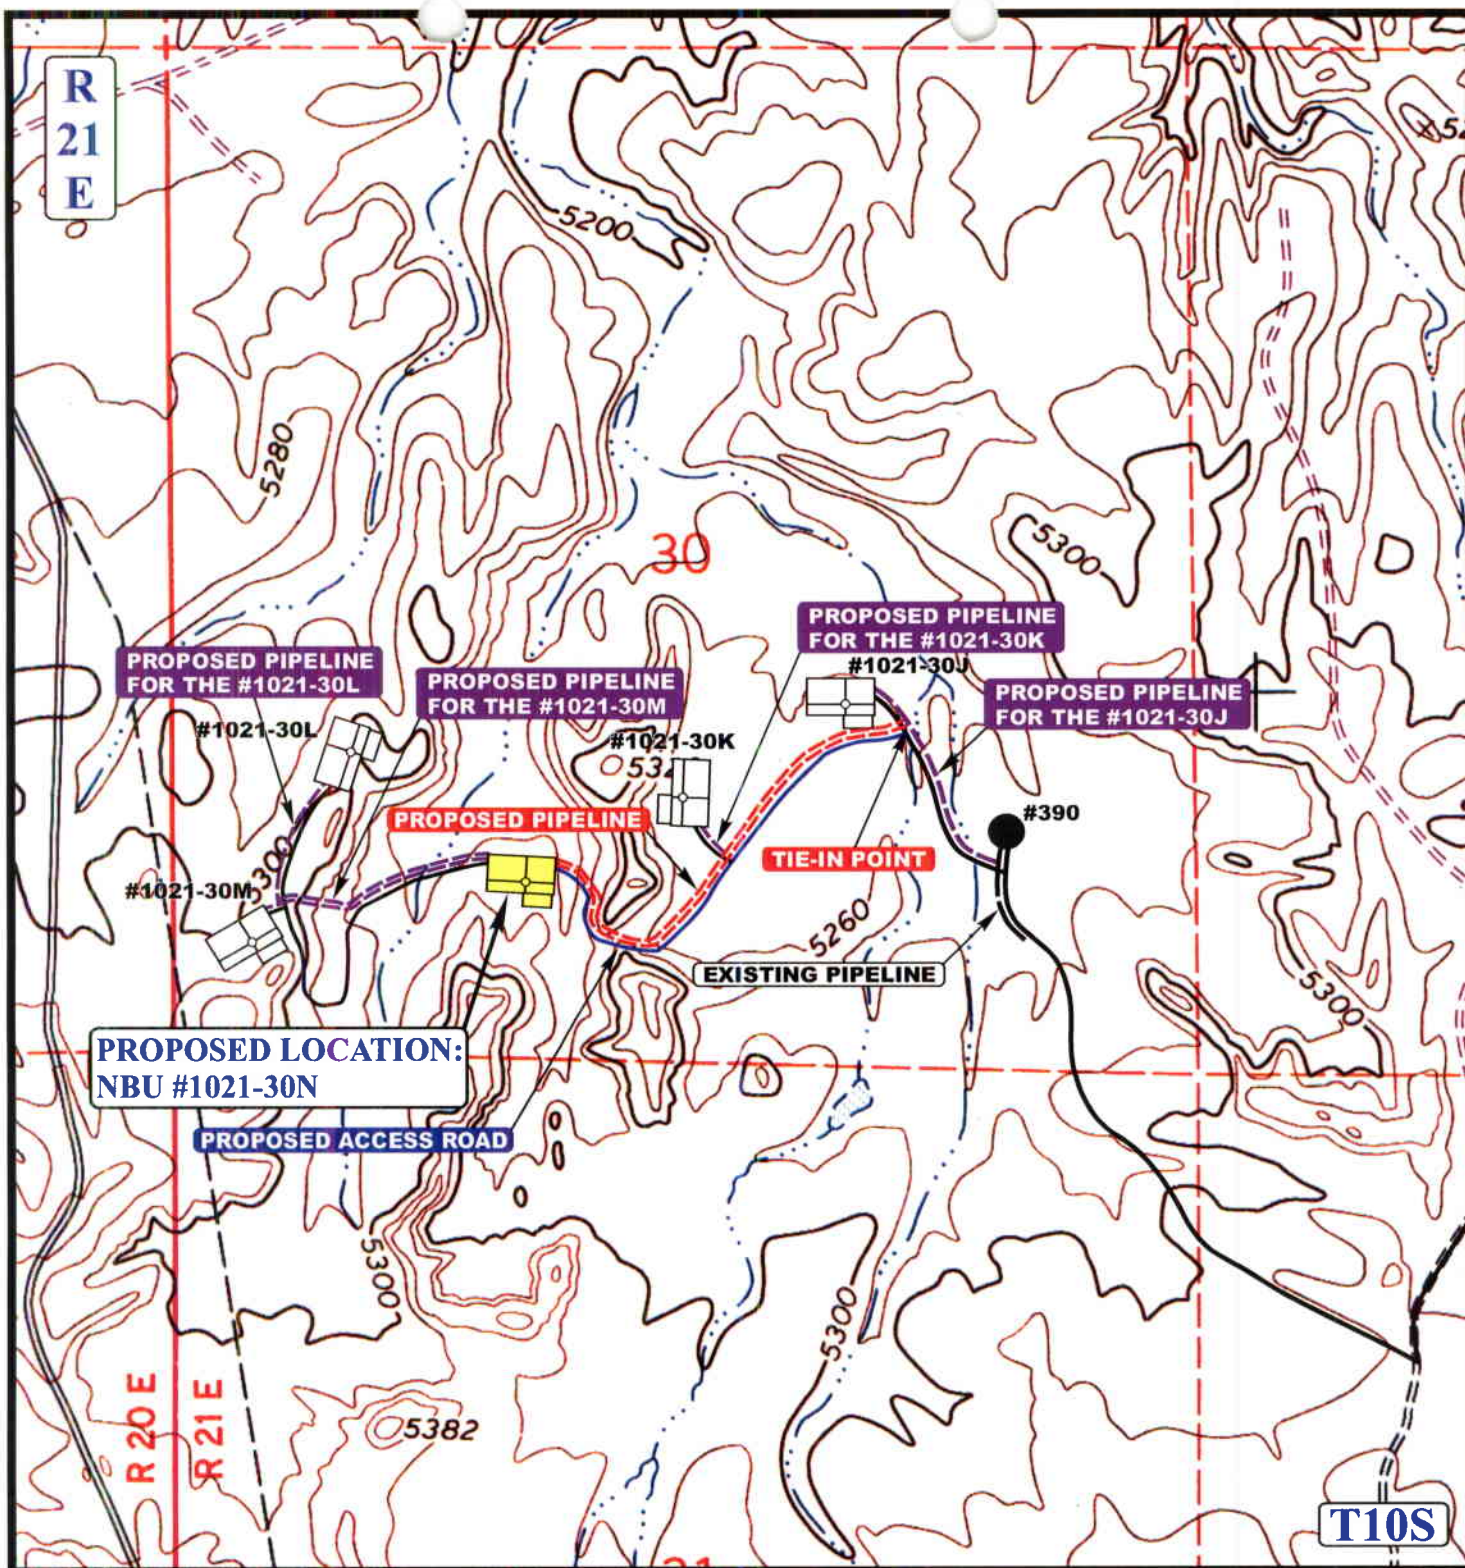 R
21
E
5200
5280
30
5300
PROPOSED PIPELINE
FOR THE #1021-30K
#1021-30J
PROPOSED PIPELINE
FOR THE #1021-30L
PROPOSED PIPELINE
FOR THE #1021-30M
PROPOSED PIPELINE
FOR THE #1021-30J
#1021-30L
#1021-30K
PROPOSED PIPELINE
#390
TIE-IN POINT
5300
#1021-30M
5260
EXISTING PIPELINE
5300
PROPOSED LOCATION:
NBU #1021-30N
PROPOSED ACCESS ROAD
5300
5300
R 20 E
R 21 E
5382
T10S